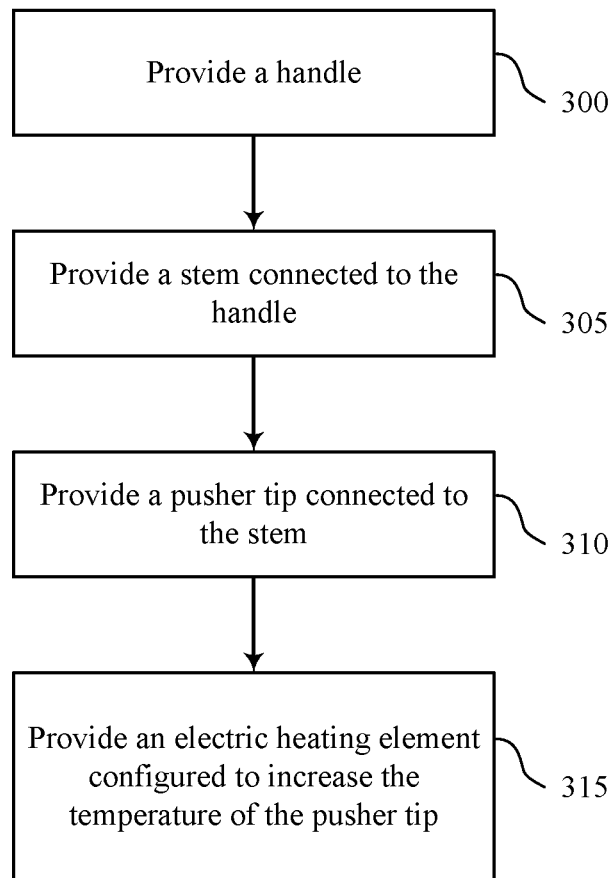 Provide a handle
300
Provide a stem connected to the
handle
305
Provide a pusher tip connected to
the stem
310
Provide an electric heating element
configured to increase the
temperature of the pusher tip
315